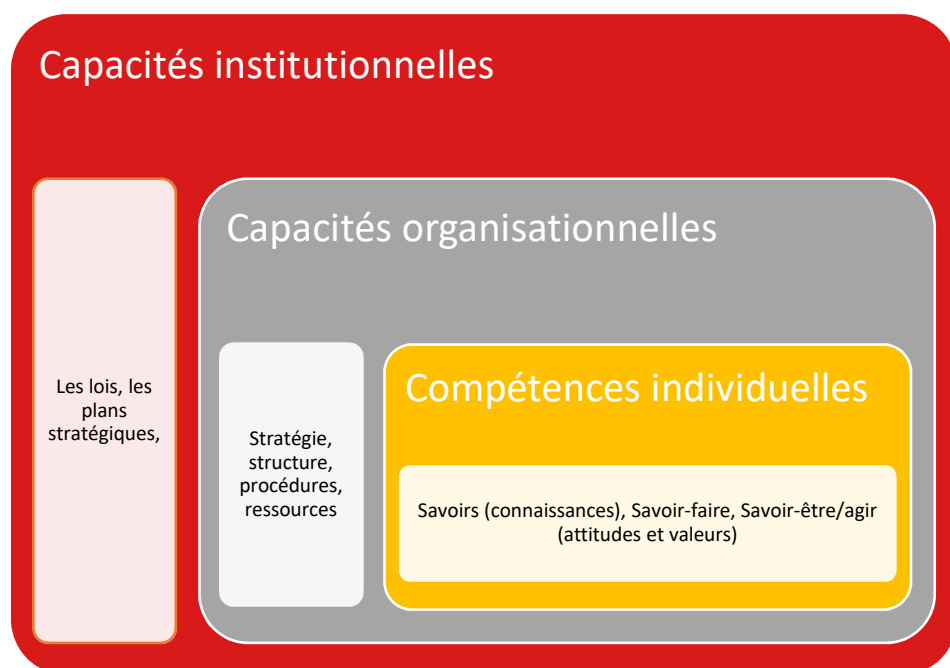 Capacités institutionnelles
Les lois, les
plans
stratégiques,
Capacités organisationnelles
Stratégie,
structure,
procédures,
ressources
Compétences individuelles
Savoirs (connaissances), Savoir-faire, Savoir-être/agir
(attitudes et valeurs)